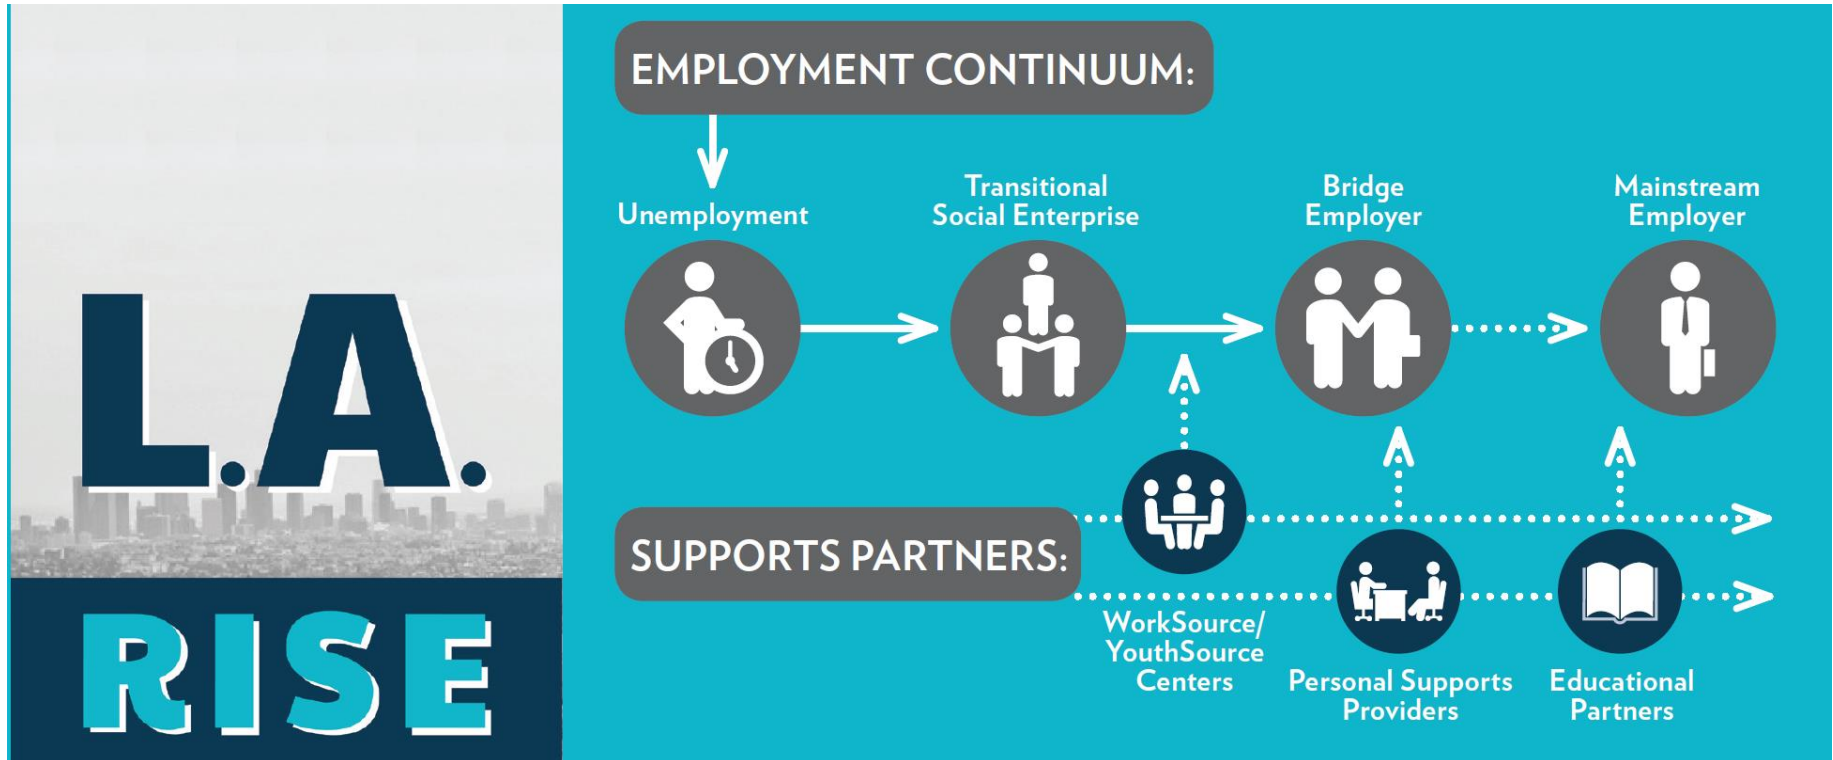 L.A.
RISE
EMPLOYMENT CONTINUUM:
Unemployment
Transitional
Social Enterprise
Bridge
Employer
Mainstream
Employer
SUPPORTS PARTNERS:
WorkSource/
YouthSource
Centers
Personal Supports
Providers
Educational
Partners